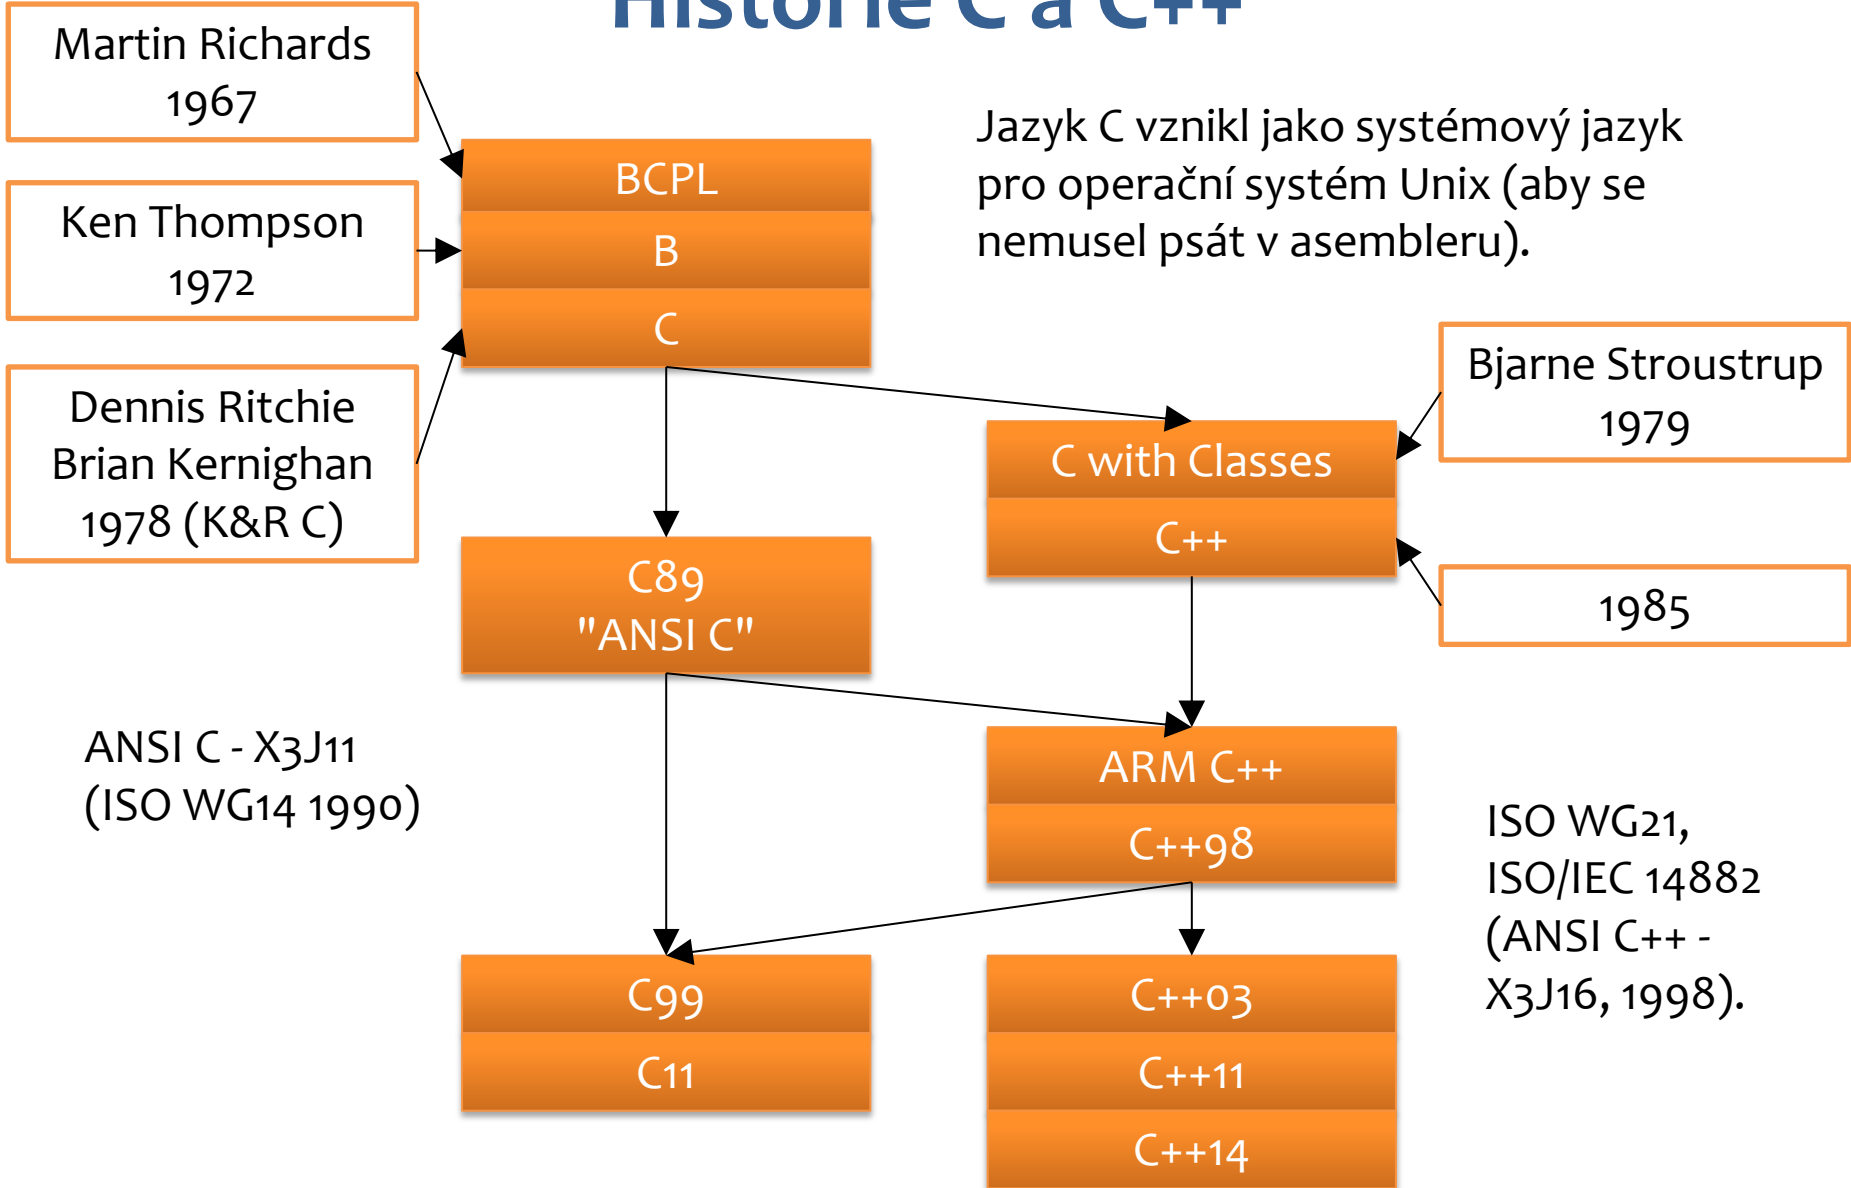 Historie C a C++
Martin Richards
1967
Jazyk C vznikl jako systémový jazyk
pro operační systém Unix (aby se
nemusel psát v asembleru).
BCPL
Ken Thompson
1972
B
C
Dennis Ritchie
Brian Kernighan
1978 (K&R C)
Bjarne Stroustrup
1979
C with Classes
C++
1985
C89
"ANSI C"
ANSI C - X3J11
(ISO WG14 1990)
ARM C++
C++98
ISO WG21,
ISO/IEC 14882
(ANSI C++ -
X3J16, 1998).
C99
C11
C++03
C++11
C++14